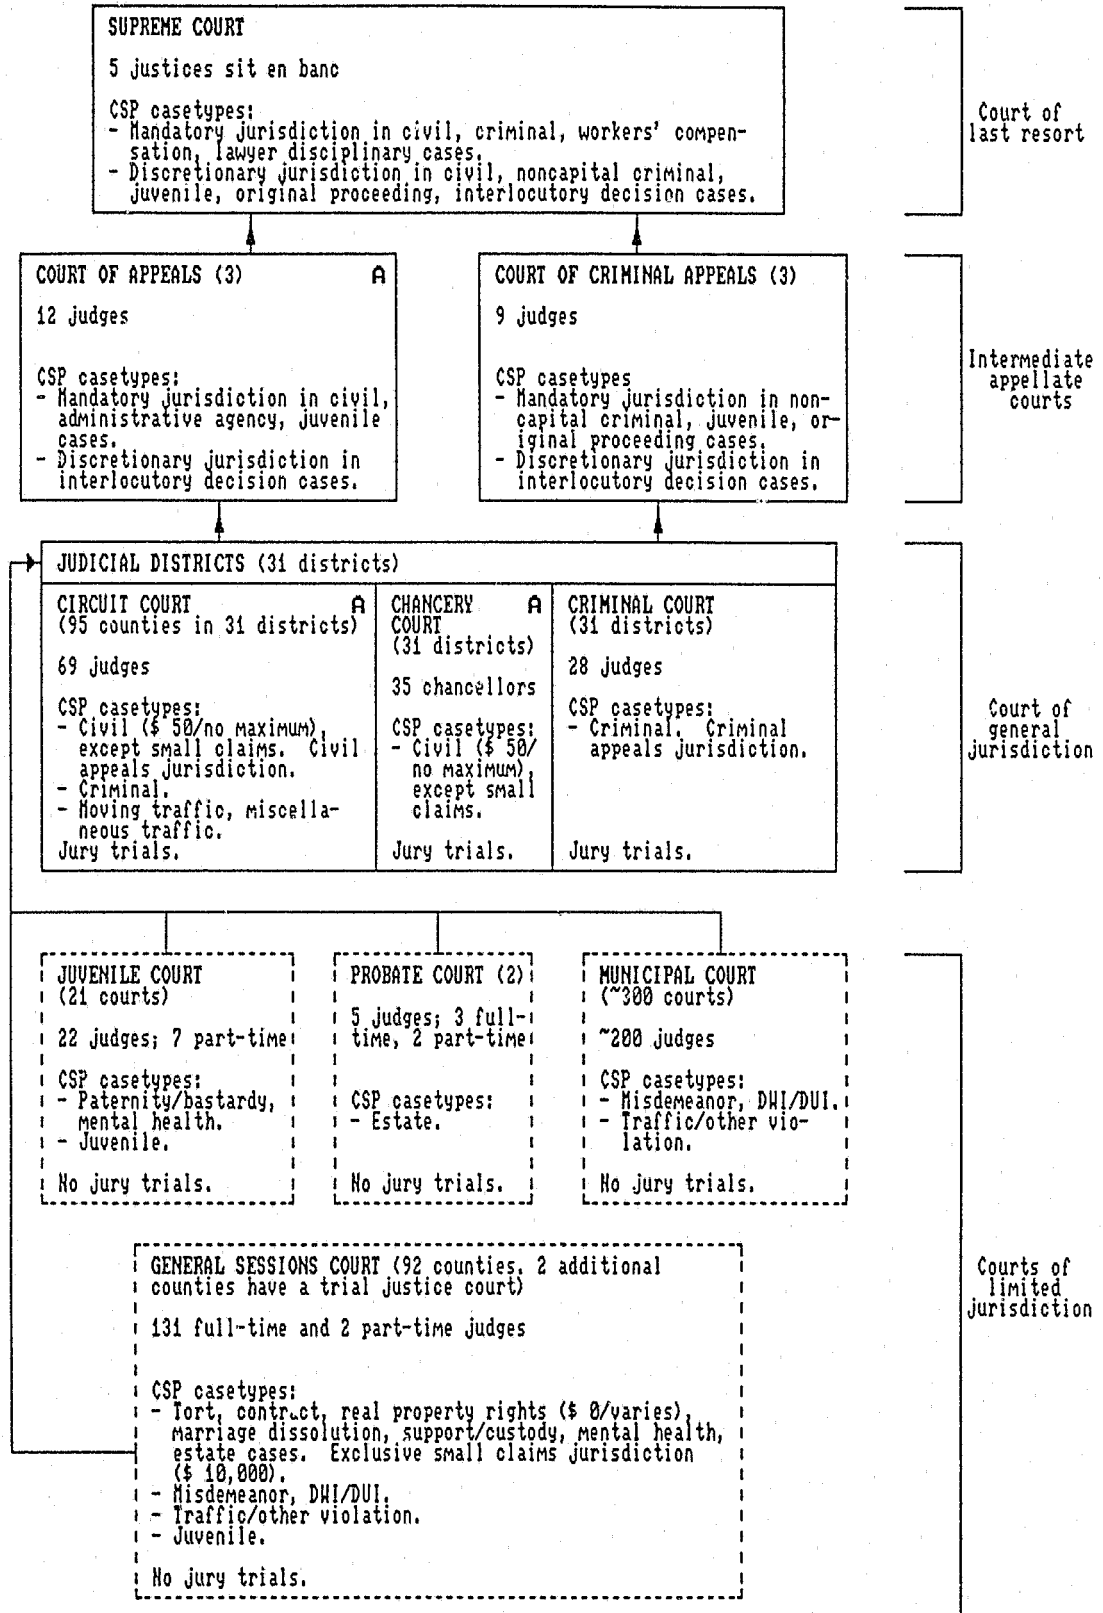 SUPREME COURT
5 justices sit en banc
CSP casetypes:
- Mandatory jurisdiction in civil, criminal, workers' compen-
sation, lawyer disciplinary cases.
- Discretionary jurisdiction in civil, noncapital criminal,
juvenile, original proceeding, interlocutory decision cases.
Court of
last resort
COURT OF APPEALS (3) A
12 judges
CSP casetypes:
- Mandatory jurisdiction in civil,
administrative agency, juvenile
cases.
- Discretionary jurisdiction in
interlocutory decision cases.
COURT OF CRIMINAL APPEALS (3)
9 judges
CSP casetypes
- Mandatory jurisdiction in non-
capital criminal, juvenile, or-
iginal proceeding cases.
- Discretionary jurisdiction in
interlocutory decision cases.
Intermediate
appellate
courts
JUDICIAL DISTRICTS (31 districts)
CIRCUIT COURT A
(95 counties in 31 districts)
69 judges
CSP casetypes:
- Civil ($ 50/no maximum),
except small claims. Civil
appeals jurisdiction.
- Criminal.
- Moving traffic, miscella-
neous traffic.
Jury trials.
CHANCERY A
COURT
(31 districts)
35 chancellors
CSP casetypes:
- Civil ($ 50/
no maximum),
except small
claims.
Jury trials.
CRIMINAL COURT
(31 districts)
28 judges
CSP casetypes:
- Criminal. Criminal
appeals jurisdiction.
Jury trials.
Court of
general
jurisdiction
JUVENILE COURT
(21 courts)
22 judges; 7 part-time
CSP casetypes:
- Paternity/bastardy,
mental health.
- Juvenile.
No jury trials.
PROBATE COURT (2)
5 judges; 3 full-
time, 2 part-time
CSP casetypes:
- Estate.
No jury trials.
MUNICIPAL COURT
(~300 courts)
~200 judges
CSP casetypes:
- Misdemeanor, DWI/DUI.
- Traffic/other vio-
lation.
No jury trials.
GENERAL SESSIONS COURT (92 counties. 2 additional
counties have a trial justice court)
131 full-time and 2 part-time judges
CSP casetypes:
- Tort, contract, real property rights ($ 0/varies),
marriage dissolution, support/custody, mental health,
estate cases. Exclusive small claims jurisdiction
($ 10,000).
- Misdemeanor, DWI/DUI.
- Traffic/other violation.
- Juvenile.
No jury trials.
Courts of
limited
jurisdiction